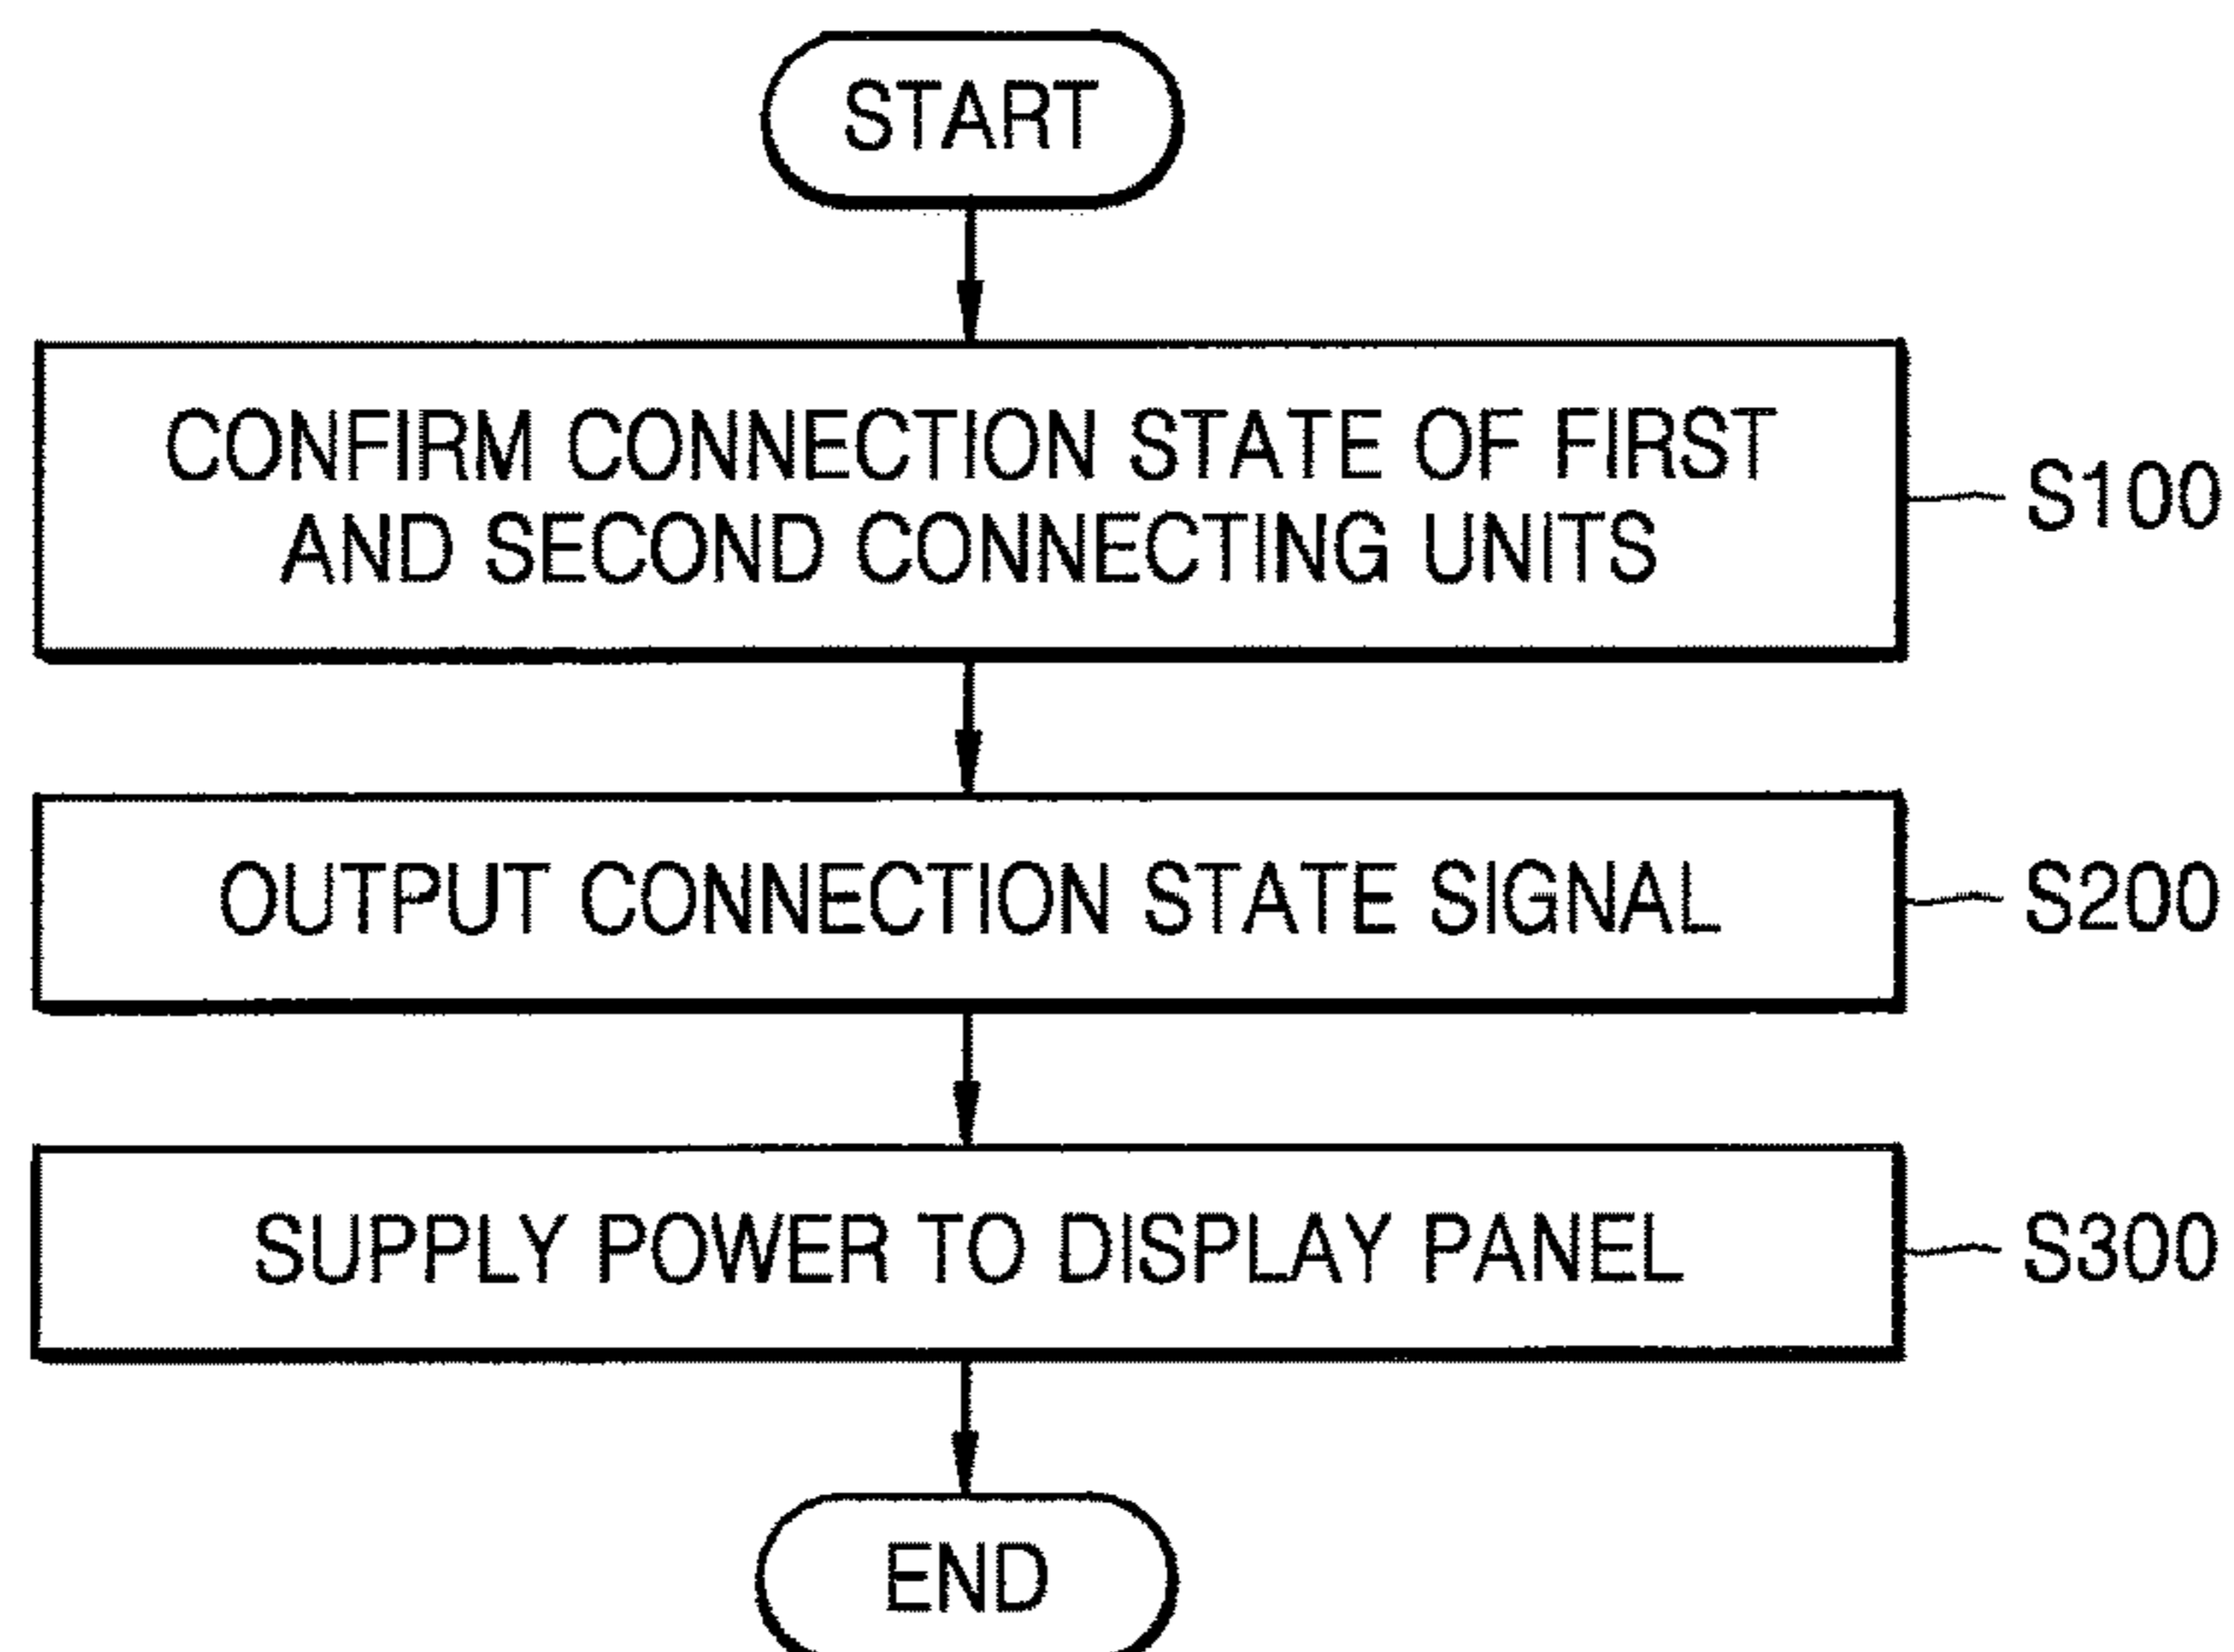 START
CONFIRM CONNECTION STATE OF FIRST
AND SECOND CONNECTING UNITS
S100
OUTPUT CONNECTION STATE SIGNAL
S200
SUPPLY POWER TO DISPLAY PANEL
S300
END